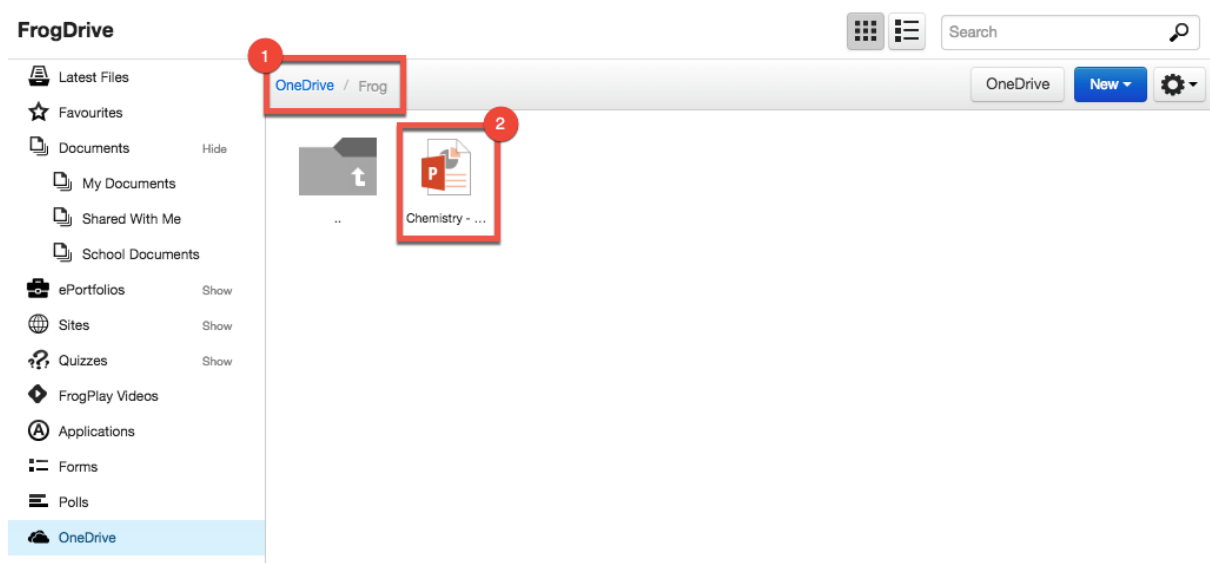 FrogDrive
Search
1
Latest Files
OneDrive / Frog
OneDrive
New
Favourites
2
Documents Hide
My Documents
P
Shared With Me
..
Chemistry - ...
School Documents
ePortfolios Show
Sites Show
Quizzes Show
FrogPlay Videos
A Applications
Forms
Polls
OneDrive